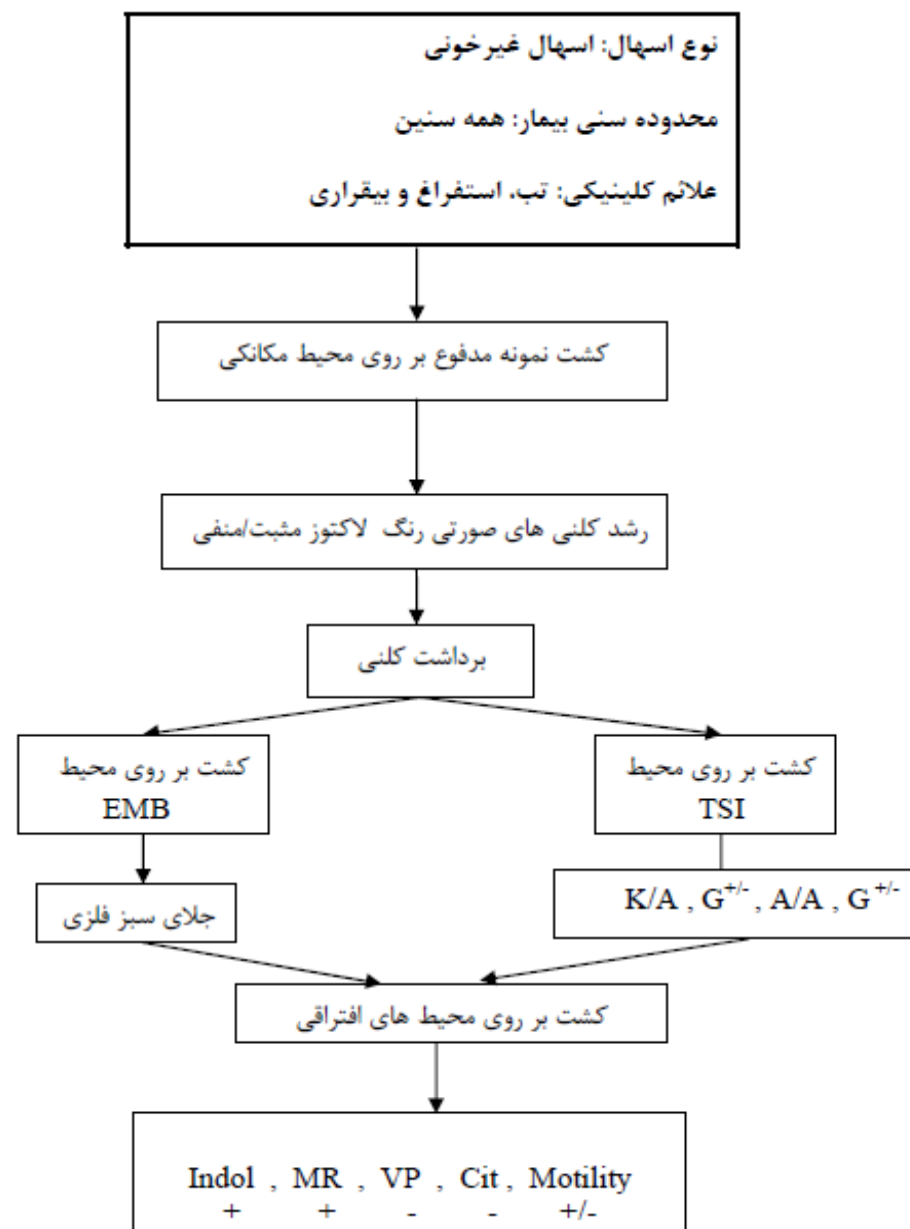 نوع اسهال: اسهال غیرخونی
محدوده سنی بیمار: همه سنین
علائم کلینیکی: تب، استفراغ و بیقراری
کشت نمونه مدفوع بر روی محیط مکانکی
رشد کلنی های صورتی رنگ لاکتوز مثبت/منفی
برداشت کلنی
کشت بر روی محیط
EMB
کشت بر روی محیط
TSI
جلای سبز فلزی
K/A , G+/- , A/A , G+/-
کشت بر روی محیط های افتراقی
Indol , MR , VP , Cit , Motility
+ + - - +/-